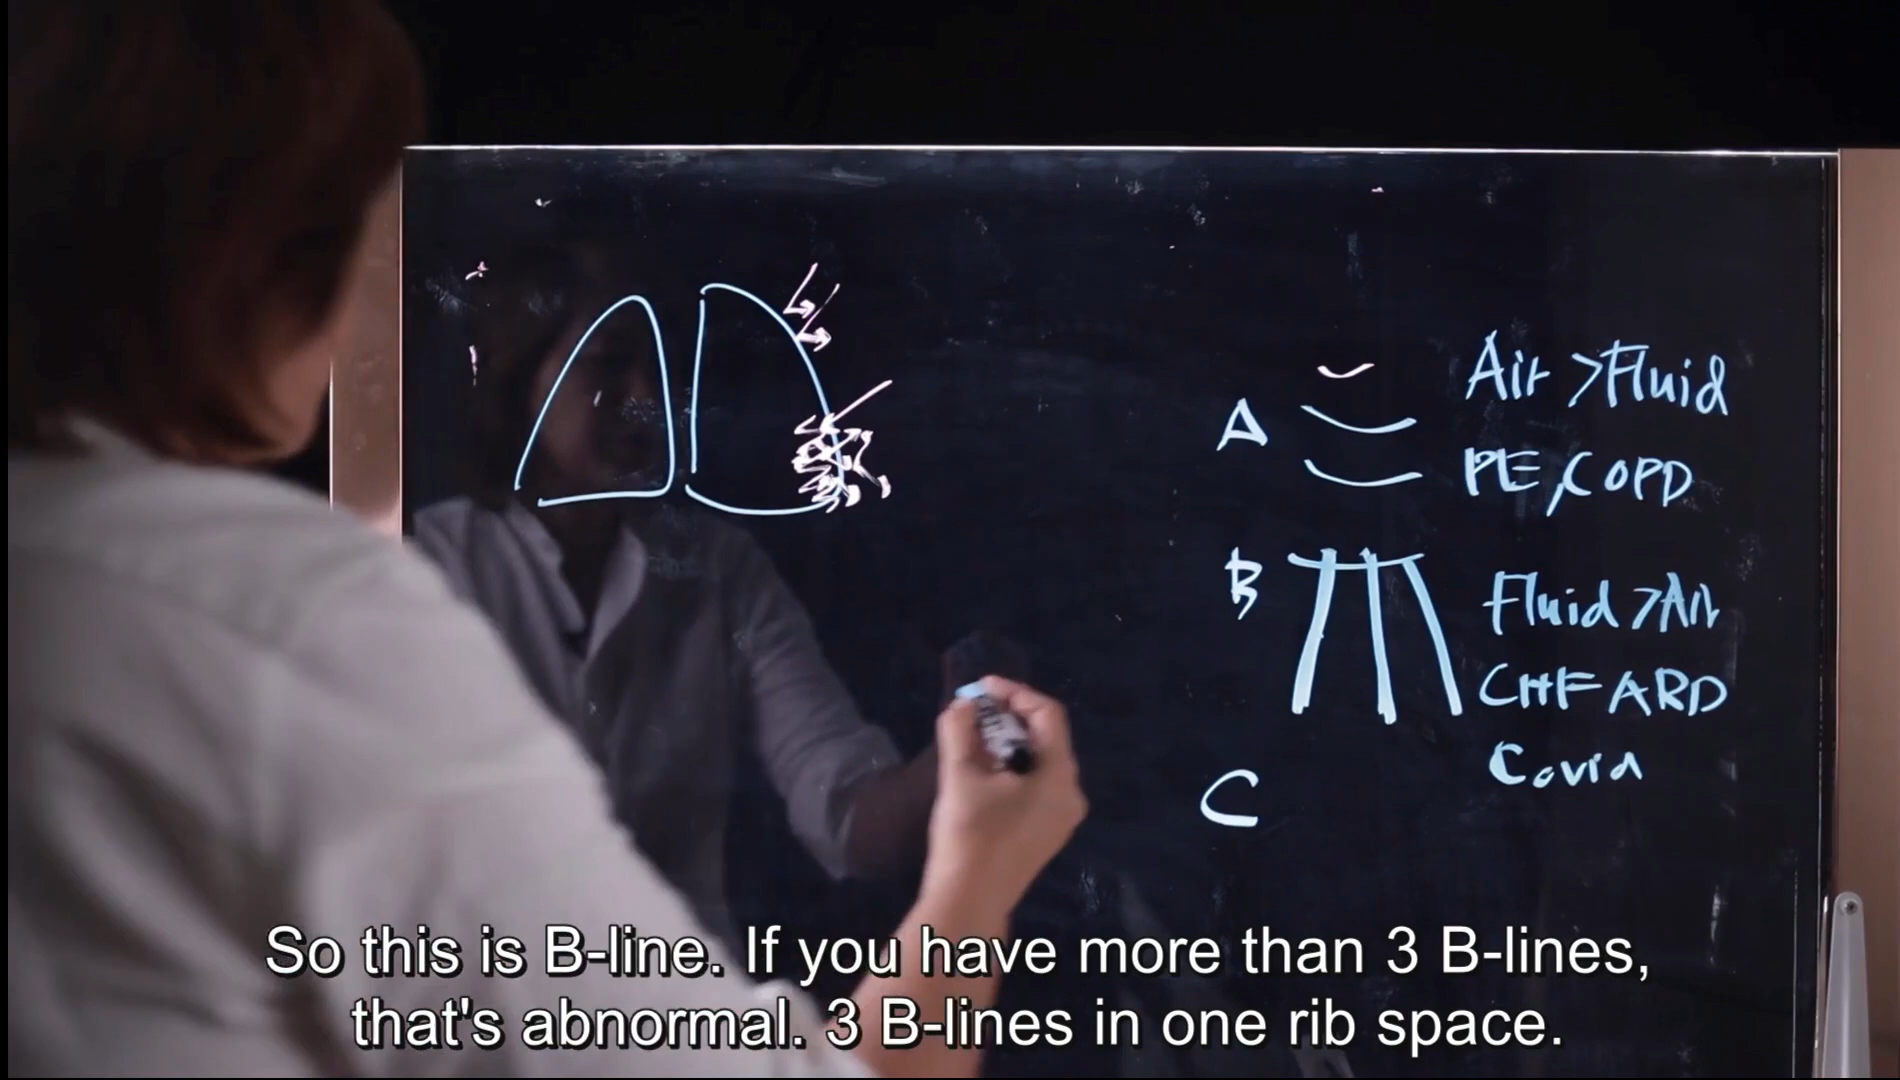 Air >Fluid
A
PE, COPD
B
Fluid >Air
CHF ARD
Covid
C
So this is B-line. If you have more than 3 B-lines,
that's abnormal. 3 B-lines in one rib space.